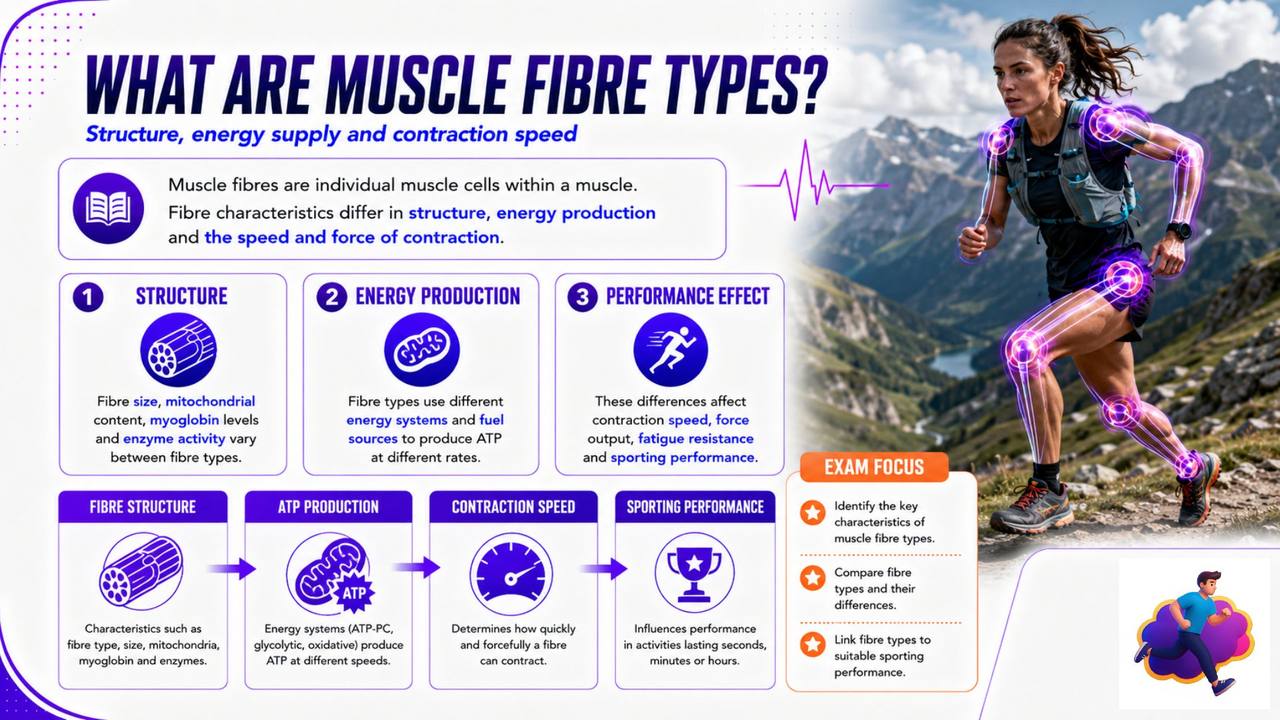 WHAT ARE MUSCLE FIBRE TYPES?
Structure, energy supply and contraction speed
Muscle fibres are individual muscle cells within a muscle.
Fibre characteristics differ in structure, energy production
and the speed and force of contraction.
1 STRUCTURE
Fibre size, mitochondrial
content, myoglobin levels
and enzyme activity vary
between fibre types.
2 ENERGY PRODUCTION
Fibre types use different
energy systems and fuel
sources to produce ATP
at different rates.
3 PERFORMANCE EFFECT
These differences affect
contraction speed, force
output, fatigue resistance
and sporting performance.
FIBRE STRUCTURE
Characteristics such as
fibre type, size, mitochondria,
myoglobin and enzymes.
ATP PRODUCTION
ATP
Energy systems (ATP-PC,
glycolytic, oxidative) produce
ATP at different speeds.
CONTRACTION SPEED
Determines how quickly
and forcefully a fibre
can contract.
SPORTING PERFORMANCE
Influences performance
in activities lasting seconds,
minutes or hours.
EXAM FOCUS
Identify the key
characteristics of
muscle fibre types.
Compare fibre
types and their
differences.
Link fibre types to
suitable sporting
performance.